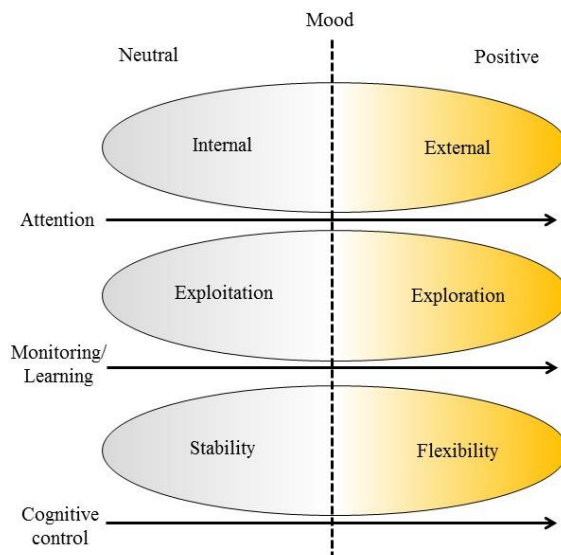 Mood
Neutral
Positive
Internal
External
Attention
Exploitation
Exploration
Monitoring/
Learning
Stability
Flexibility
Cognitive
control